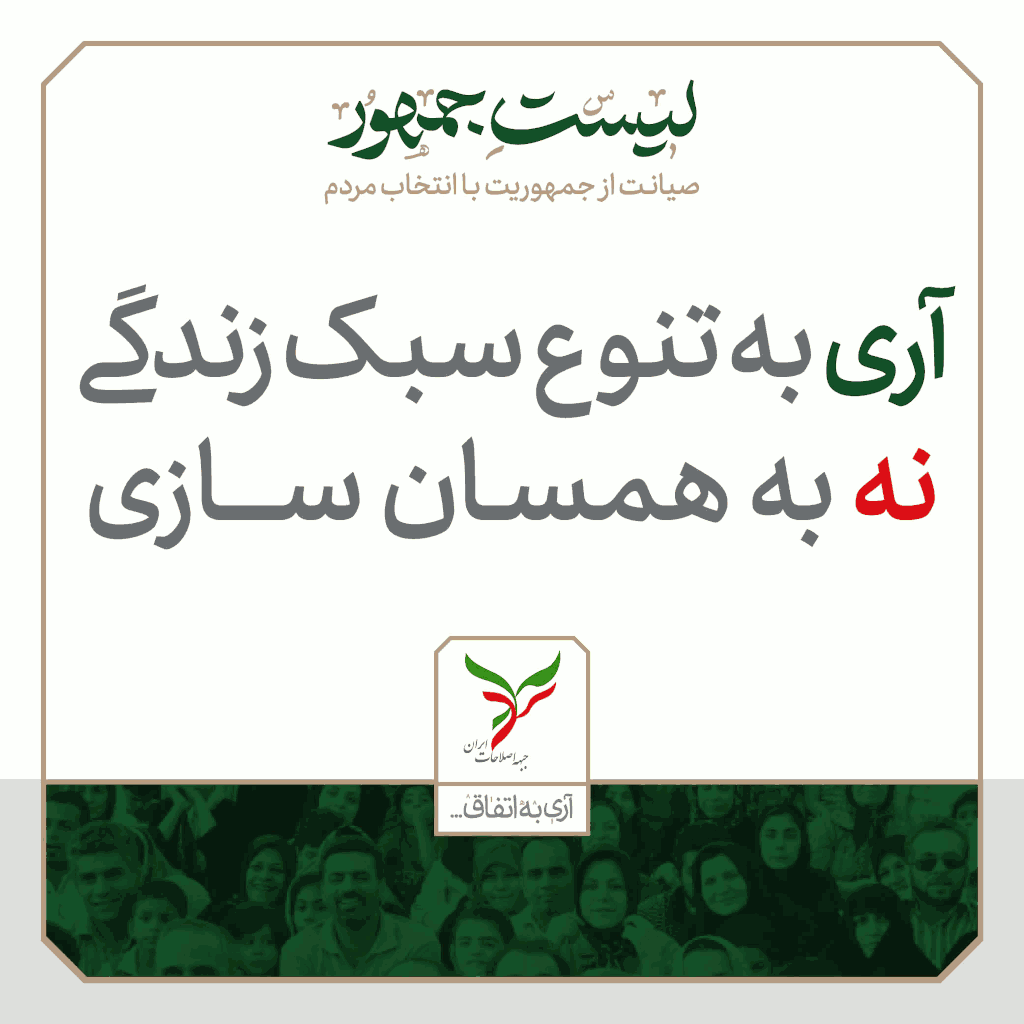 لیستِ جمهور
صیانت از جمهوریت با انتخاب مردم
آری به تنوع سبک زندگی
نه به همسان سازی
جبهه اصلاحات ایران
آری به اتفاق...